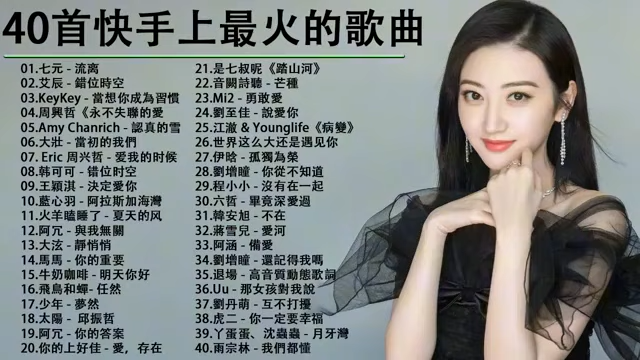 40首快手上最火的歌曲
01.七元 - 流离
02.艾辰 - 錯位時空
03.KeyKey - 當想你成為習慣
04.周興哲《永不失聯的愛
05.Amy Chanrich - 認真的雪
06.大壯 - 當初的我們
07. Eric 周兴哲 - 爱我的时候
08.韩可可 - 错位时空
09.王穎淇 - 決定愛你
10.藍心羽 - 阿拉斯加海灣
11.火羊瞌睡了 - 夏天的风
12.阿冗 - 與我無關
13.大泫 - 靜悄悄
14.馬馬 - 你的重要
15.牛奶咖啡 - 明天你好
16.飛鳥和蟬- 任然
17.少年 - 夢然
18.太陽 - 邱振哲
19.阿冗 - 你的答案
20.你的上好佳 - 愛，存在
21.是七叔呢《踏山河》
22.音闕詩聽 - 芒種
23.Mi2 - 勇敢愛
24.劉至佳 - 說愛你
25.江澈 & Younglife《病變》
26.世界这么大还是遇见你
27.伊晗 - 孤獨為榮
28.劉增瞳 - 你從不知道
29.程小小 - 沒有在一起
30.六哲 - 畢竟深愛過
31.韓安旭 - 不在
32.蔣雪兒 - 愛河
33.阿涵 - 備愛
34.劉增瞳 - 還記得我嗎
35.退場 - 高音質動態歌詞
36.Uu - 那女孩對我說
37.劉丹萌 - 互不打擾
38.虎二 - 你一定要幸福
39.丫蛋蛋、沈蟲蟲 - 月牙灣
40.雨宗林 - 我們都懂